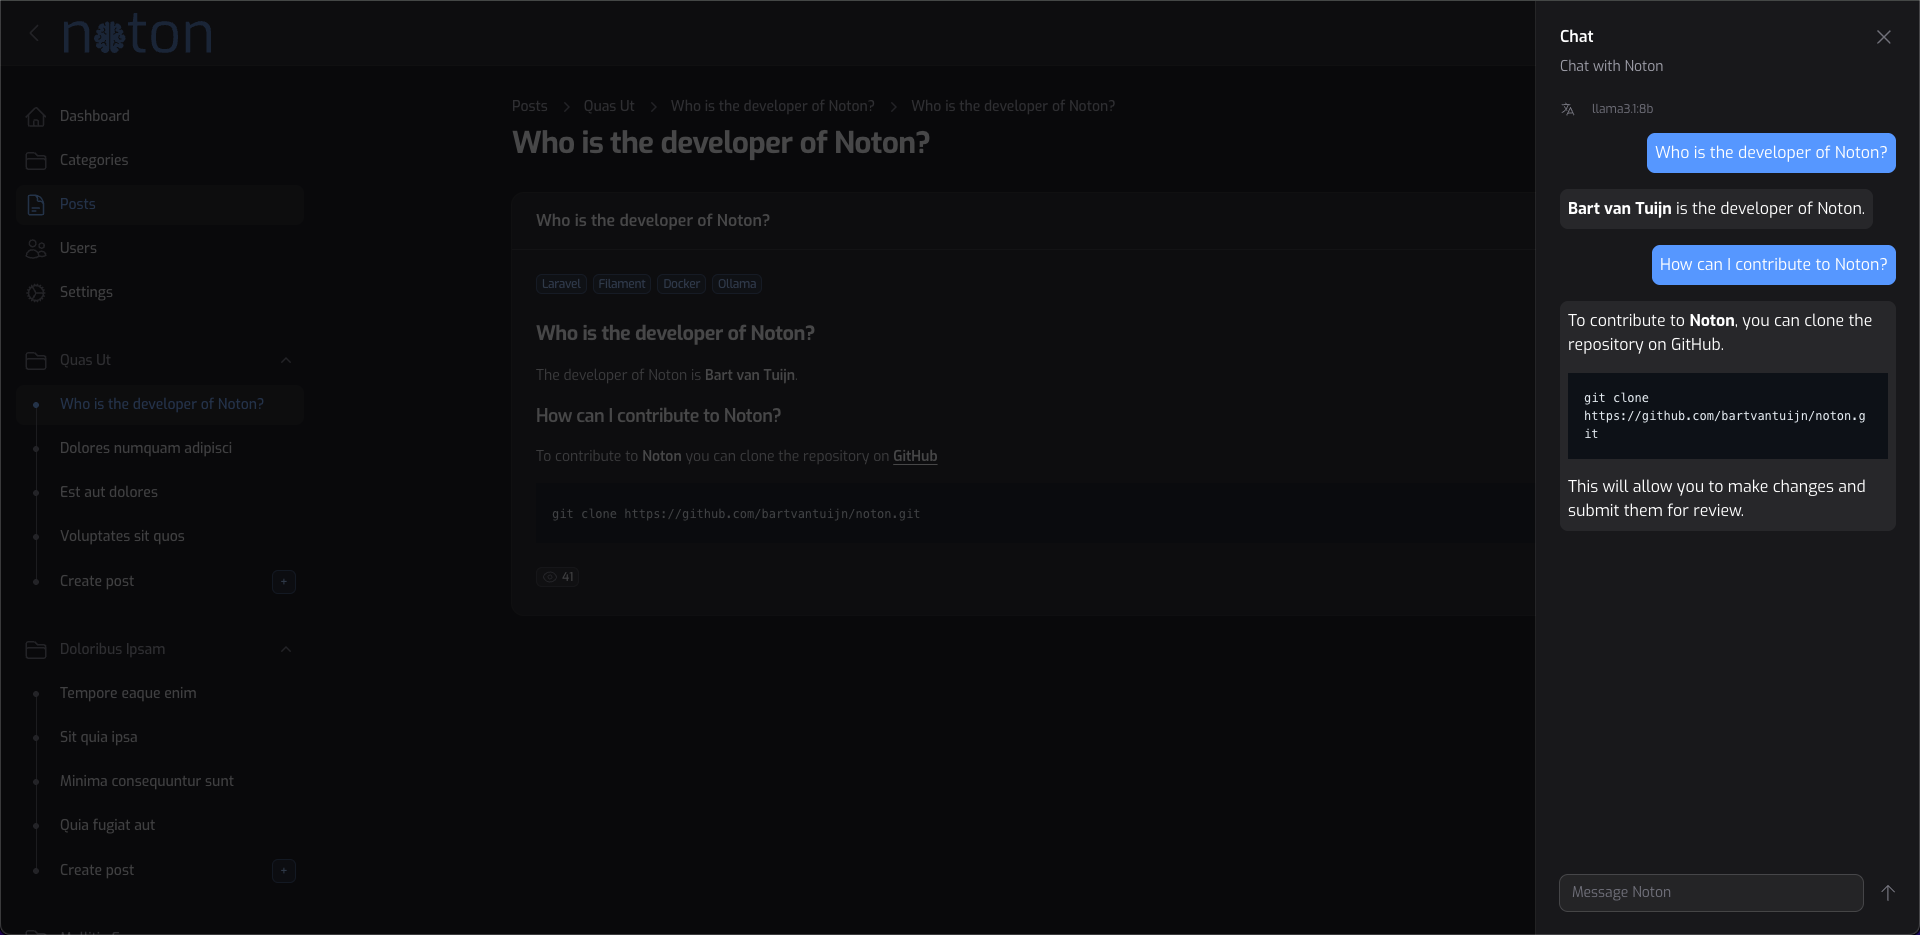 noton
Dashboard
Categories
Posts
Users
Settings
Quas Ut
Who is the developer of Noton?
Dolores numquam adipisci
Est aut dolores
Voluptates sit quos
Create post
+
Doloribus Ipsam
Tempore eaque enim
Sit quia ipsa
Minima consequuntur sunt
Quia fugiat aut
Create post
+
Posts > Quas Ut > Who is the developer of Noton? > Who is the developer of Noton?
Who is the developer of Noton?
Who is the developer of Noton?
Laravel Filament Docker Ollama
Who is the developer of Noton?
The developer of Noton is Bart van Tuijn.
How can I contribute to Noton?
To contribute to Noton you can clone the repository on GitHub
git clone https://github.com/bartvantuijn/noton.git
41
Chat
Chat with Noton
llama3.1:8b
Who is the developer of Noton?
Bart van Tuijn is the developer of Noton.
How can I contribute to Noton?
To contribute to Noton, you can clone the
repository on GitHub.
git clone
https://github.com/bartvantuijn/noton.g
it
This will allow you to make changes and
submit them for review.
Message Noton